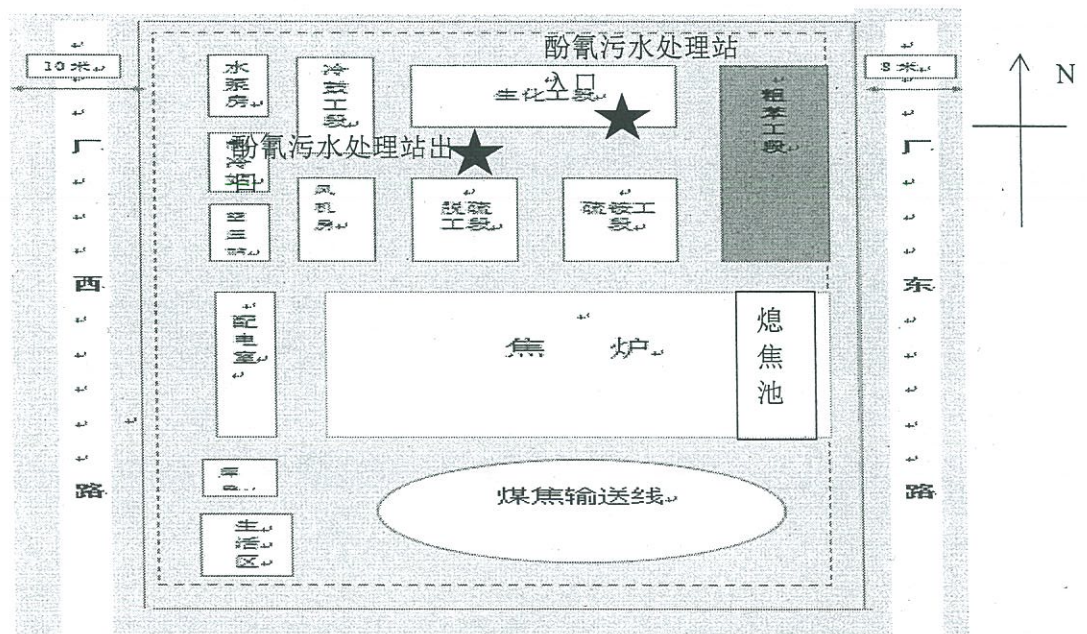 酚氰污水处理站
入口
10米
8米
N
水
泵
房
冷
鼓
工
段
生化工段
粗
苯
工
段
酚氰污水处理站出
口
冷
站
厂
西
路
厂
东
路
风
机
房
脱硫
工段
硫铵工
段
配
电
室
焦 炉
熄
焦
池
煤焦输送线
生
活
区